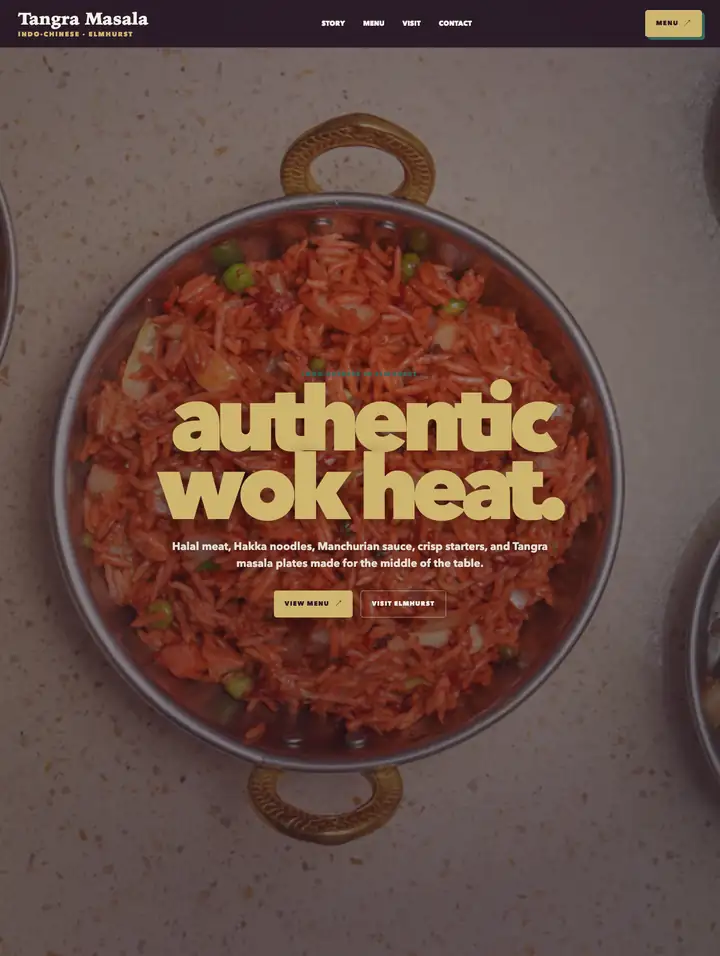 Tangra Masala
INDO-CHINESE - ELMHURST
STORY MENU VISIT CONTACT
MENU
authentic
wok heat.
Halal meat, Hakka noodles, Manchurian sauce, crisp starters, and Tangra
masala plates made for the middle of the table.
VIEW MENU
VISIT ELMHURST